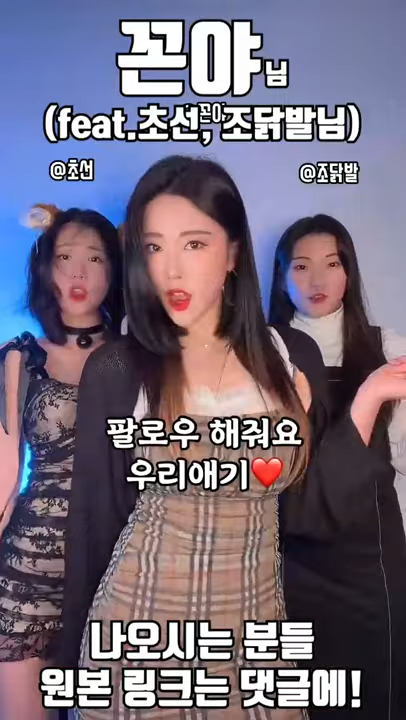 꼰야님
(feat.초선, 조닭발님)
꼰야
@초선
@조닭발
팔로우 해줘요
우리애기❤️
나오시는 분들
원본 링크는 댓글에!